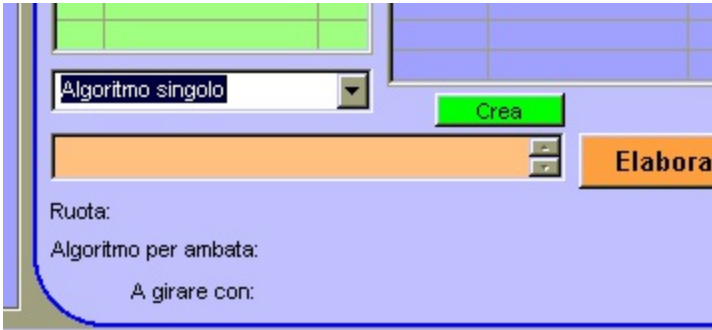 Algoritmo singolo
Crea
Elabora
Ruota:
Algoritmo per ambata:
A girare con: